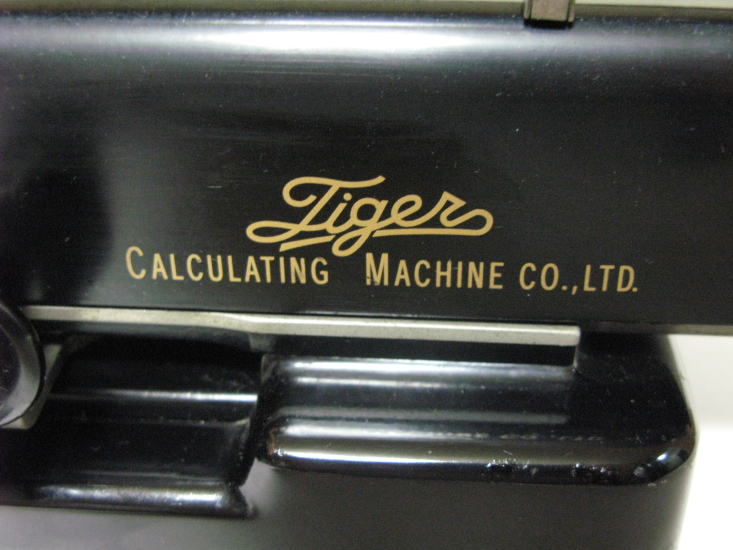 Tiger
CALCULATING MACHINE CO.,LTD.